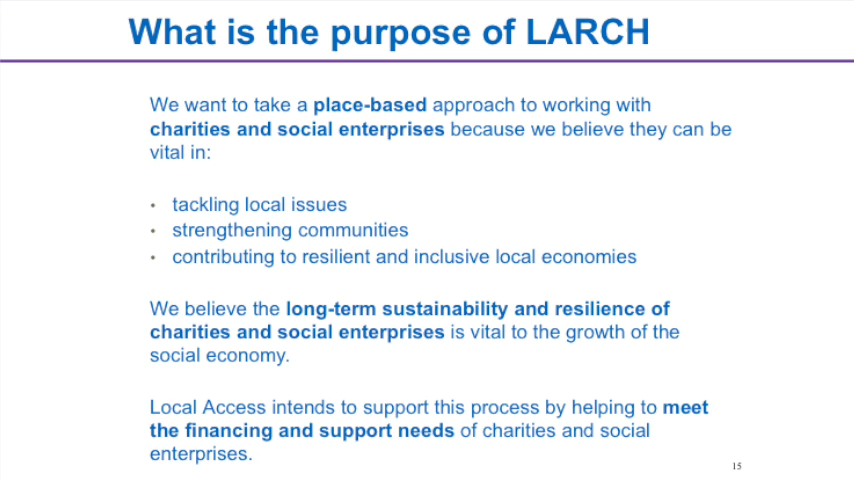 What is the purpose of LARCH
We want to take a place-based approach to working with
charities and social enterprises because we believe they can be
vital in:
• tackling local issues
• strengthening communities
• contributing to resilient and inclusive local economies
We believe the long-term sustainability and resilience of
charities and social enterprises is vital to the growth of the
social economy.
Local Access intends to support this process by helping to meet
the financing and support needs of charities and social
enterprises.
15